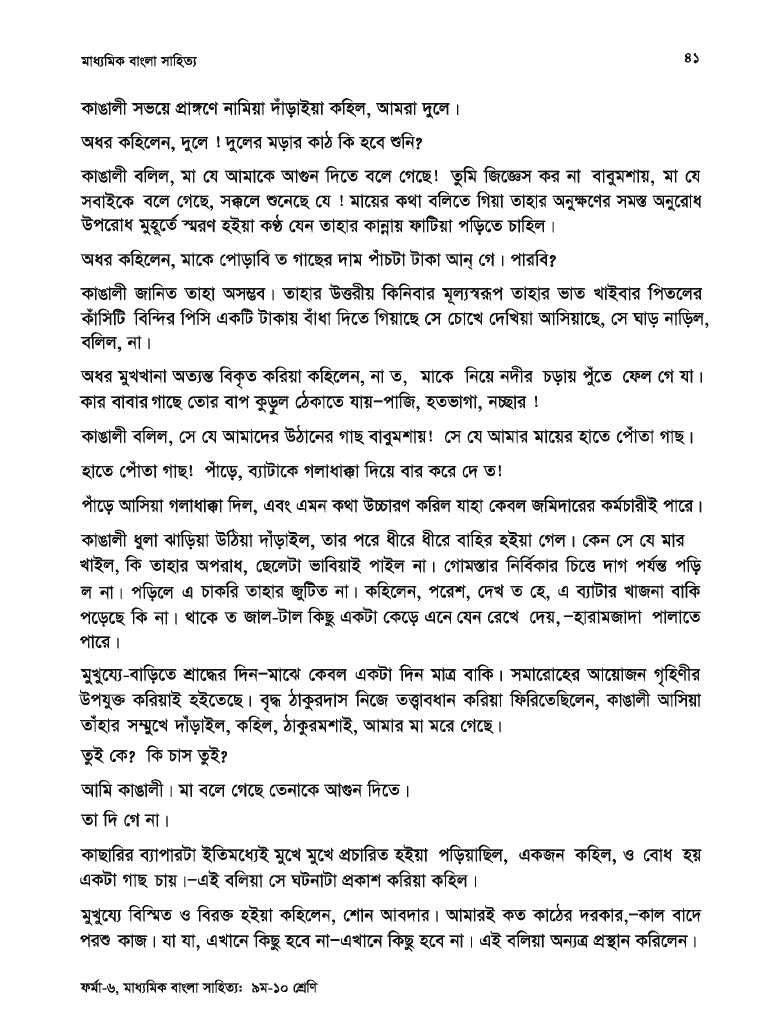 মাধ্যমিক বাংলা সাহিত্য
৪১
কাঙালী সভয়ে প্রাঙ্গণে নামিয়া দাঁড়াইয়া কহিল, আমরা দুলে।
অধর কহিলেন, দুলে ! দুলের মড়ার কাঠ কি হবে শুনি?
কাঙালী বলিল, মা যে আমাকে আগুন দিতে বলে গেছে! তুমি জিজ্ঞেস কর না বাবুমশায়, মা যে
সবাইকে বলে গেছে, সক্কলে শুনেছে যে ! মায়ের কথা বলিতে গিয়া তাহার অনুক্ষণের সমস্ত অনুরোধ
উপরোধ মুহূর্তে স্মরণ হইয়া কণ্ঠ যেন তাহার কান্নায় ফাটিয়া পড়িতে চাহিল।
অধর কহিলেন, মাকে পোড়াবি ত গাছের দাম পাঁচটা টাকা আন্ গে। পারবি?
কাঙালী জানিত তাহা অসম্ভব। তাহার উত্তরীয় কিনিবার মূল্যস্বরূপ তাহার ভাত খাইবার পিতলের
কাঁসিটি বিন্দির পিসি একটি টাকায় বাঁধা দিতে গিয়াছে সে চোখে দেখিয়া আসিয়াছে, সে ঘাড় নাড়িল,
বলিল, না।
অধর মুখখানা অত্যন্ত বিকৃত করিয়া কহিলেন, না ত, মাকে নিয়ে নদীর চড়ায় পুঁতে ফেল গে যা।
কার বাবার গাছে তোর বাপ কুড়ুল ঠেকাতে যায়–পাজি, হতভাগা, নচ্ছার !
কাঙালী বলিল, সে যে আমাদের উঠানের গাছ বাবুমশায়! সে যে আমার মায়ের হাতে পোঁতা গাছ।
হাতে পোঁতা গাছ! পাঁড়ে, ব্যাটাকে গলাধাক্কা দিয়ে বার করে দে ত!
পাঁড়ে আসিয়া গলাধাক্কা দিল, এবং এমন কথা উচ্চারণ করিল যাহা কেবল জমিদারের কর্মচারীই পারে।
কাঙালী ধুলা ঝাড়িয়া উঠিয়া দাঁড়াইল, তার পরে ধীরে ধীরে বাহির হইয়া গেল। কেন সে যে মার
খাইল, কি তাহার অপরাধ, ছেলেটা ভাবিয়াই পাইল না। গোমস্তার নির্বিকার চিত্তে দাগ পর্যন্ত পড়ি
ল না। পড়িলে এ চাকরি তাহার জুটিত না। কহিলেন, পরেশ, দেখ ত হে, এ ব্যাটার খাজনা বাকি
পড়েছে কি না। থাকে ত জাল-টাল কিছু একটা কেড়ে এনে যেন রেখে দেয়,–হারামজাদা পালাতে
পারে।
মুখুয্যে-বাড়িতে শ্রাদ্ধের দিন–মাঝে কেবল একটা দিন মাত্র বাকি। সমারোহের আয়োজন গৃহিণীর
উপযুক্ত করিয়াই হইতেছে। বৃদ্ধ ঠাকুরদাস নিজে তত্ত্বাবধান করিয়া ফিরিতেছিলেন, কাঙালী আসিয়া
তাঁহার সম্মুখে দাঁড়াইল, কহিল, ঠাকুরমশাই, আমার মা মরে গেছে।
তুই কে? কি চাস তুই?
আমি কাঙালী। মা বলে গেছে তেনাকে আগুন দিতে।
তা দি গে না।
কাছারির ব্যাপারটা ইতিমধ্যেই মুখে মুখে প্রচারিত হইয়া পড়িয়াছিল, একজন কহিল, ও বোধ হয়
একটা গাছ চায়।–এই বলিয়া সে ঘটনাটা প্রকাশ করিয়া কহিল।
মুখুয্যে বিস্মিত ও বিরক্ত হইয়া কহিলেন, শোন আবদার। আমারই কত কাঠের দরকার,–কাল বাদে
পরশু কাজ। যা যা, এখানে কিছু হবে না–এখানে কিছু হবে না। এই বলিয়া অন্যত্র প্রস্থান করিলেন।
ফর্মা-৬, মাধ্যমিক বাংলা সাহিত্য: ৯ম-১০ শ্রেণি